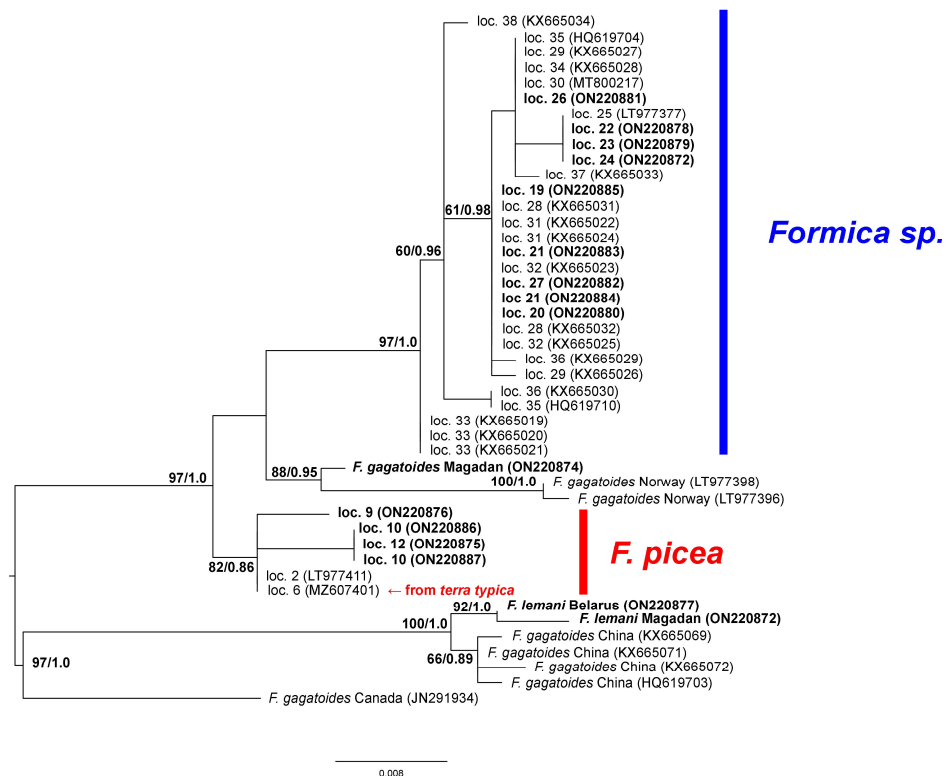 loc. 38 (KX665034)
loc. 35 (HQ619704)
loc. 29 (KX665027)
loc. 34 (KX665028)
loc. 30 (MT800217)
loc. 26 (ON220881)
loc. 25 (LT977377)
loc. 22 (ON220878)
loc. 23 (ON220879)
loc. 24 (ON220872)
loc. 37 (KX665033)
loc. 19 (ON220885)
61/0.98
loc. 28 (KX665031)
loc. 31 (KX665022)
Formica sp.
loc. 31 (KX665024)
60/0.96
loc. 21 (ON220883)
loc. 32 (KX665023)
loc. 27 (ON220882)
loc 21 (ON220884)
loc. 20 (ON220880)
loc. 28 (KX665032)
97/1.0
loc. 32 (KX665025)
loc. 36 (KX665029)
loc. 29 (KX665026)
loc. 36 (KX665030)
loc. 35 (HQ619710)
loc. 33 (KX665019)
loc. 33 (KX665020)
loc. 33 (KX665021)
F. gagatoides Magadan (ON220874)
97/1.0
88/0.95
100/1.0
F. gagatoides Norway (LT977398)
F. gagatoides Norway (LT977396)
loc. 9 (ON220876)
loc. 10 (ON220886)
loc. 12 (ON220875)
F. picea
loc. 10 (ON220887)
82/0.86
loc. 2 (LT977411)
loc. 6 (MZ607401) ← from terra typica
92/1.0
F. lemani Belarus (ON220877)
F. lemani Magadan (ON220872)
100/1.0
F. gagatoides China (KX665069)
66/0.89
F. gagatoides China (KX665071)
97/1.0
F. gagatoides China (KX665072)
F. gagatoides China (HQ619703)
F. gagatoides Canada (JN291934)
0.008